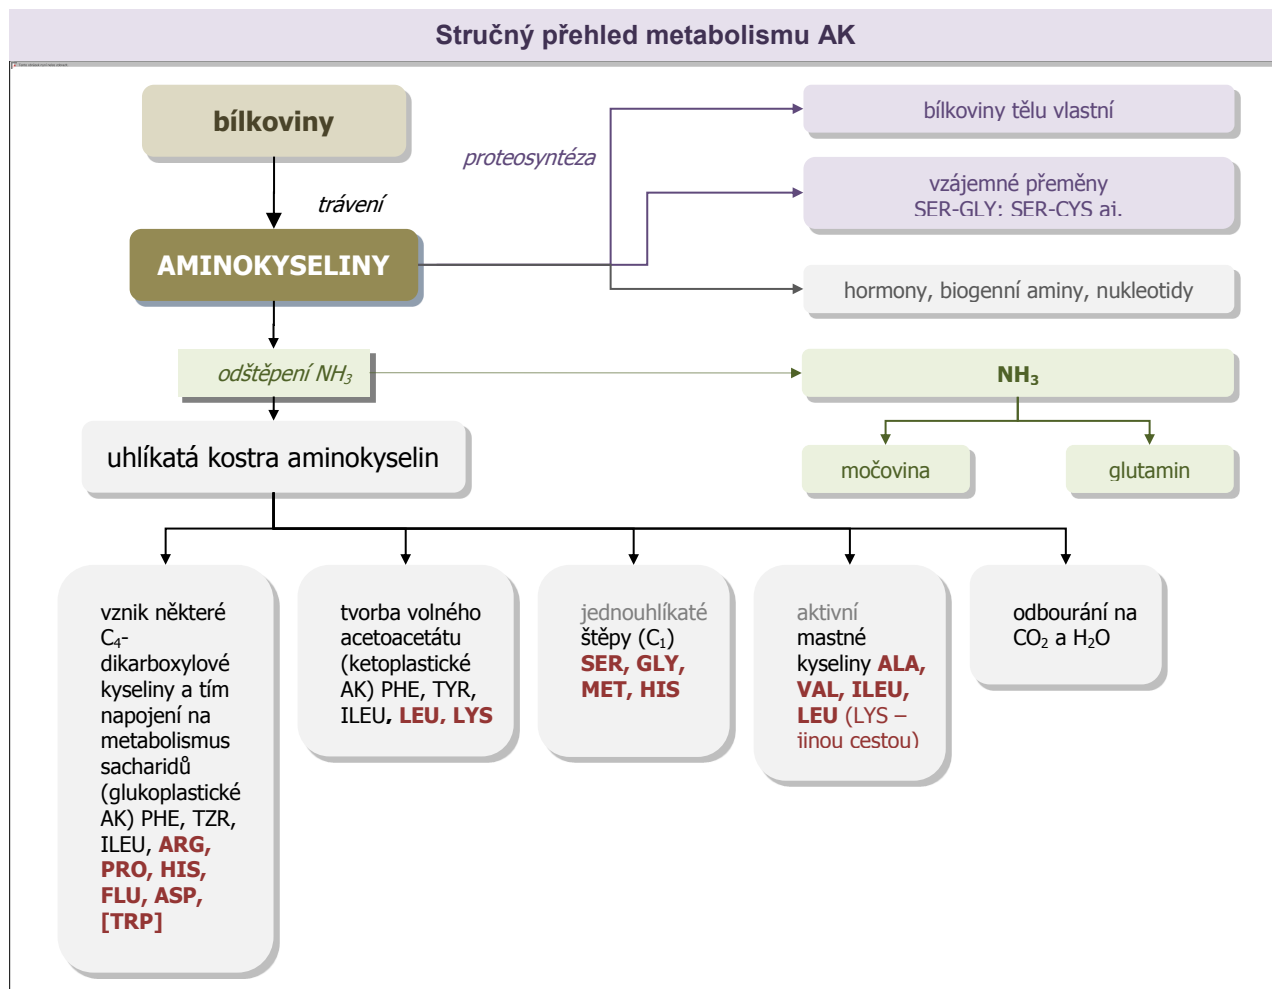 Stručný přehled metabolismu AK
bílkoviny
proteosyntéza
bílkoviny tělu vlastní
trávení
vzájemné přeměny
SER-GLY; SER-CYS aj.
AMINOKYSELINY
hormony, biogenní aminy, nukleotidy
odštěpení NH₃
NH₃
uhlíkatá kostra aminokyselin
močovina
glutamin
vznik některé
C₄-
dikarboxylové
kyseliny a tím
napojení na
metabolismus
sacharidů
(glukoplastické
AK) PHE, TZR,
ILEU, ARG,
PRO, HIS,
FLU, ASP,
[TRP]
tvorba volného
acetoacetátu
(ketoplastické
AK) PHE, TYR,
ILEU, LEU, LYS
jednouhlíkaté
štěpy (C₁)
SER, GLY,
MET, HIS
aktivní
mastné
kyseliny ALA,
VAL, ILEU,
LEU (LYS –
jinou cestou)
odbourání na
CO₂ a H₂O